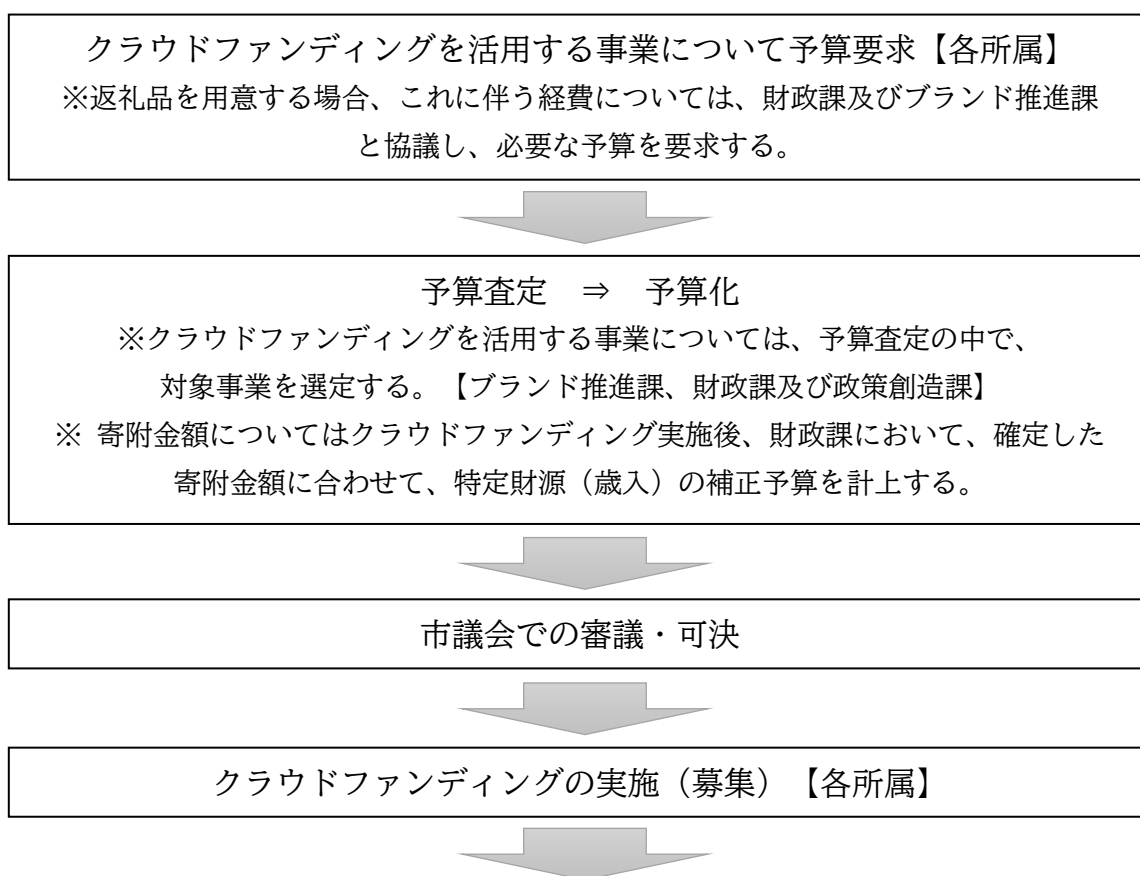 クラウドファンディングを活用する事業について予算要求【各所属】
※返礼品を用意する場合、これに伴う経費については、財政課及びブランド推進課
と協議し、必要な予算を要求する。
予算査定　⇒　予算化
※クラウドファンディングを活用する事業については、予算査定の中で、
対象事業を選定する。【ブランド推進課、財政課及び政策創造課】
※ 寄附金額についてはクラウドファンディング実施後、財政課において、確定した
寄附金額に合わせて、特定財源（歳入）の補正予算を計上する。
市議会での審議・可決
クラウドファンディングの実施（募集）【各所属】